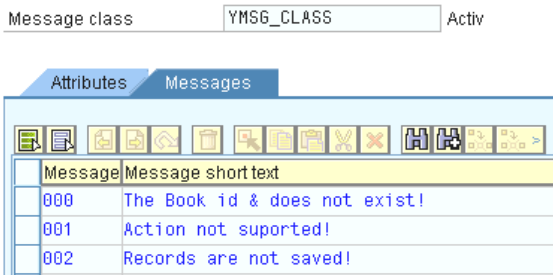 Message class YMSG_CLASS Activ
Attributes Messages
Message Message short text
000 The Book id & does not exist!
001 Action not suported!
002 Records are not saved!